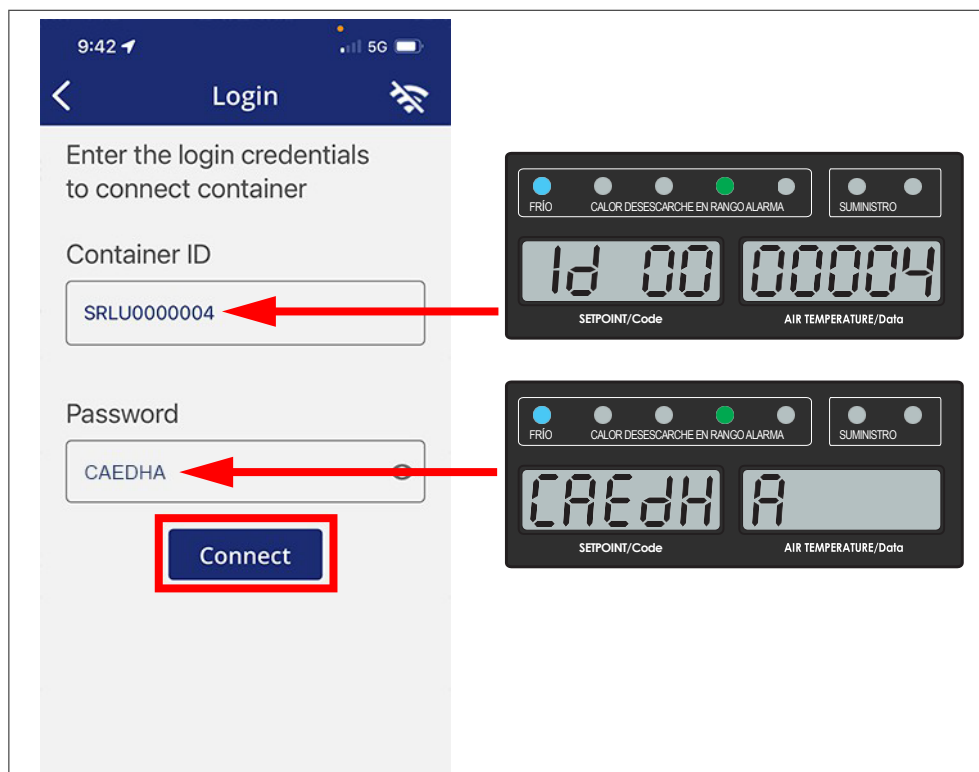 9:42
5G
Login
Enter the login credentials
to connect container
Container ID
SRLU0000004
Password
CAEDHA
Connect
FRÍO CALOR DESESCARCHE EN RANGO ALARMA SUMINISTRO
Id 00 00004
SETPOINT/Code AIR TEMPERATURE/Data
FRÍO CALOR DESESCARCHE EN RANGO ALARMA SUMINISTRO
CAEdH A
SETPOINT/Code AIR TEMPERATURE/Data